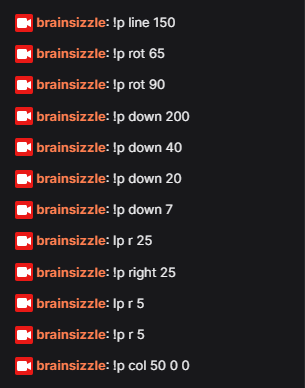 brainsizzle: !p line 150
brainsizzle: !p rot 65
brainsizzle: !p rot 90
brainsizzle: !p down 200
brainsizzle: !p down 40
brainsizzle: !p down 20
brainsizzle: !p down 7
brainsizzle: !p r 25
brainsizzle: !p right 25
brainsizzle: !p r 5
brainsizzle: !p r 5
brainsizzle: !p col 50 0 0